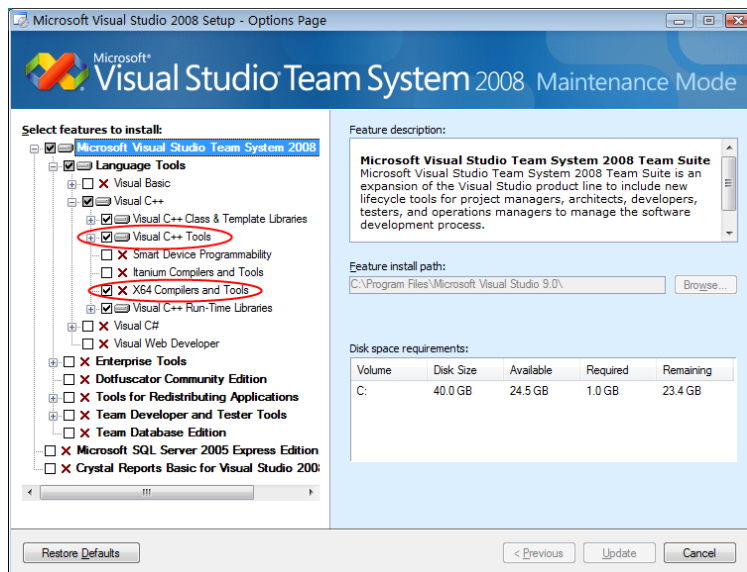 Microsoft Visual Studio 2008 Setup - Options Page
Microsoft®
Visual Studio Team System 2008 Maintenance Mode
Select features to install:
Microsoft Visual Studio Team System 2008
Language Tools
Visual Basic
Visual C++
Visual C++ Class & Template Libraries
Visual C++ Tools
Smart Device Programmability
Itanium Compilers and Tools
X64 Compilers and Tools
Visual C++ Run-Time Libraries
Visual C#
Visual Web Developer
Enterprise Tools
Dotfuscator Community Edition
Tools for Redistributing Applications
Team Developer and Tester Tools
Team Database Edition
Microsoft SQL Server 2005 Express Edition
Crystal Reports Basic for Visual Studio 200
Feature description:
Microsoft Visual Studio Team System 2008 Team Suite
Microsoft Visual Studio Team System 2008 Team Suite is an
expansion of the Visual Studio product line to include new
lifecycle tools for project managers, architects, developers,
testers, and operations managers to manage the software
development process.
Feature install path:
C:\Program Files\Microsoft Visual Studio 9.0\
Browse...
Disk space requirements:
Volume Disk Size Available Required Remaining
C: 40.0 GB 24.5 GB 1.0 GB 23.4 GB
Restore Defaults
< Previous
Update
Cancel